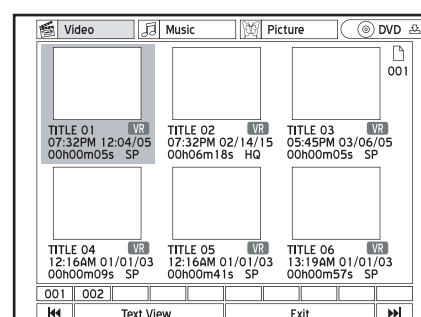 Video Music Picture DVD
001
TITLE 01 VR TITLE 02 VR TITLE 03 VR
07:32PM 12:04/05 07:32PM 02/14/15 05:45PM 03/06/05
00h00m05s SP 00h06m18s HQ 00h00m05s SP
TITLE 04 VR TITLE 05 VR TITLE 06 VR
12:16AM 01/01/03 12:16AM 01/01/03 13:19AM 01/01/03
00h00m09s SP 00h00m41s SP 00h00m57s SP
001 002
Text View Exit